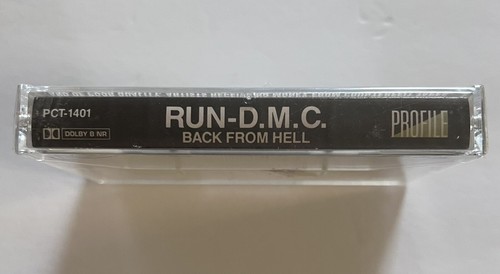 PCT-1401
DOLBY B NR
RUN-D.M.C.
BACK FROM HELL
PROFILE